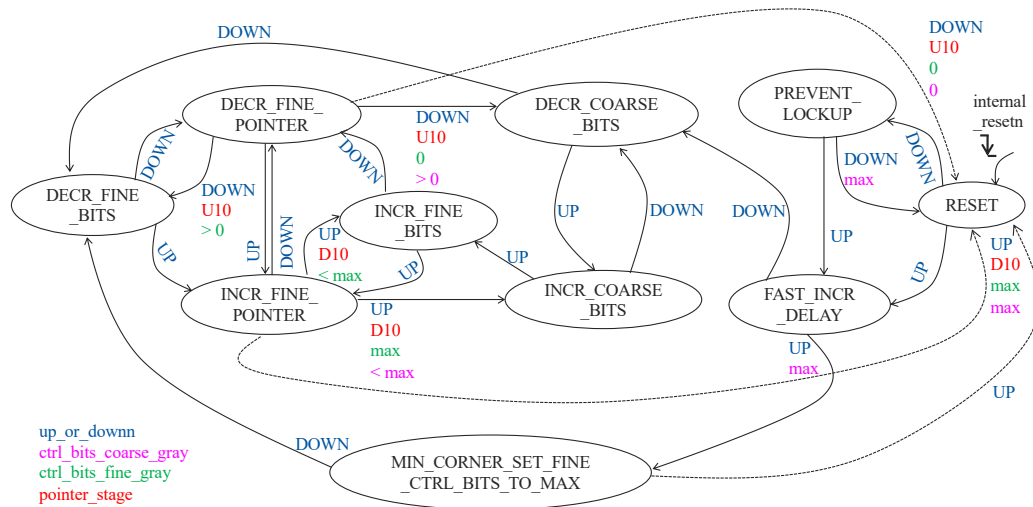 DOWN
DOWN
U10
0
0
DECR_FINE_
POINTER
DECR_COARSE
_BITS
PREVENT_
LOCKUP
internal
_resetn
DOWN
DOWN
U10
0
> 0
DOWN
DOWN
DOWN
max
DECR_FINE
_BITS
DOWN
U10
> 0
INCR_FINE
_BITS
UP
DOWN
DOWN
RESET
UP
UP
DOWN
UP
D10
< max
UP
UP
UP
UP
UP
D10
max
max
INCR_FINE_
POINTER
INCR_COARSE
_BITS
FAST_INCR
_DELAY
UP
D10
max
< max
UP
max
UP
up_or_downn
ctrl_bits_coarse_gray
ctrl_bits_fine_gray
pointer_stage
DOWN
MIN_CORNER_SET_FINE
_CTRL_BITS_TO_MAX